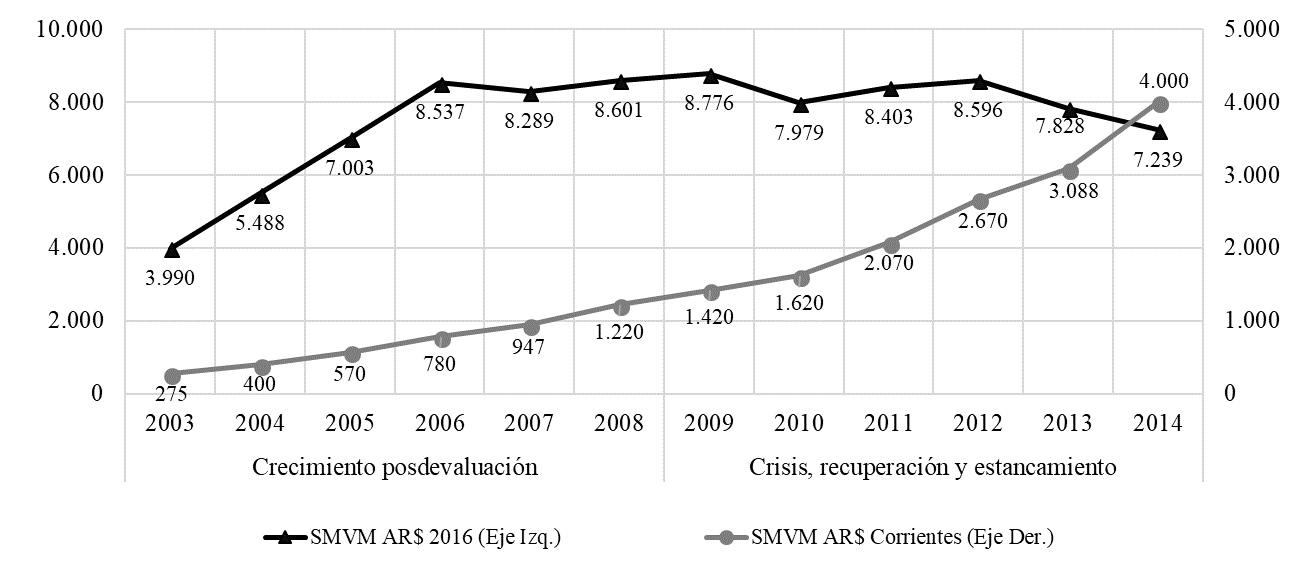 10.000 5.000
8.000 4.000
6.000 3.000
4.000 2.000
2.000 1.000
0 0
3.990 5.488 7.003 8.537 8.289 8.601 8.776 7.979 8.403 8.596 7.828 7.239
275 400 570 780 947 1.220 1.420 1.620 2.070 2.670 3.088 4.000
2003 2004 2005 2006 2007 2008 2009 2010 2011 2012 2013 2014
Crecimiento posdevaluación Crisis, recuperación y estancamiento
SMVM AR$ 2016 (Eje Izq.) SMVM AR$ Corrientes (Eje Der.)